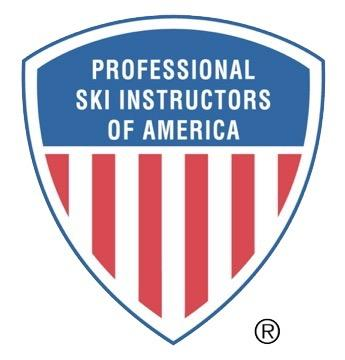 PROFESSIONAL
SKI INSTRUCTORS
OF AMERICA
®